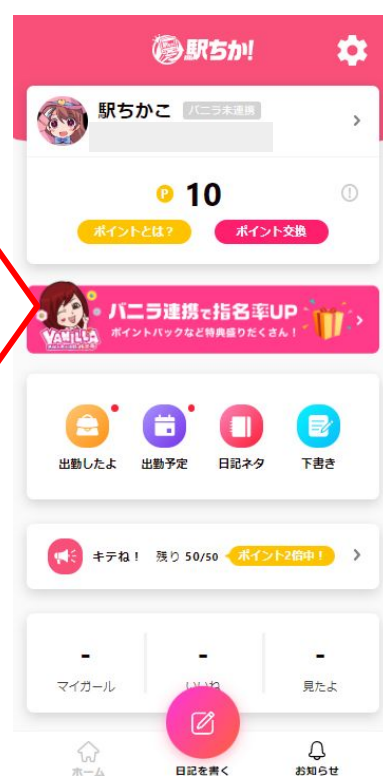 駅ちか!
駅ちかこ バニラ未連携
P 10
ポイントとは? ポイント交換
バニラ連携で指名率UP
ポイントバックなど特典盛りだくさん!
VANILLA
出勤したよ 出勤予定 日記ネタ 下書き
キテね! 残り 50/50 ポイント2倍中!
- - -
マイガール いいね 見たよ
ホーム 日記を書く お知らせ